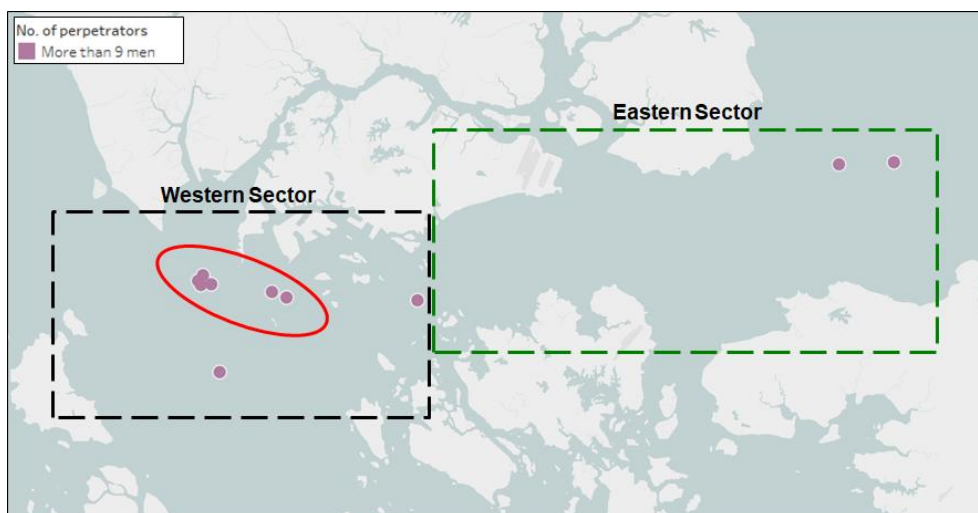 No. of perpetrators
More than 9 men
Eastern Sector
Western Sector